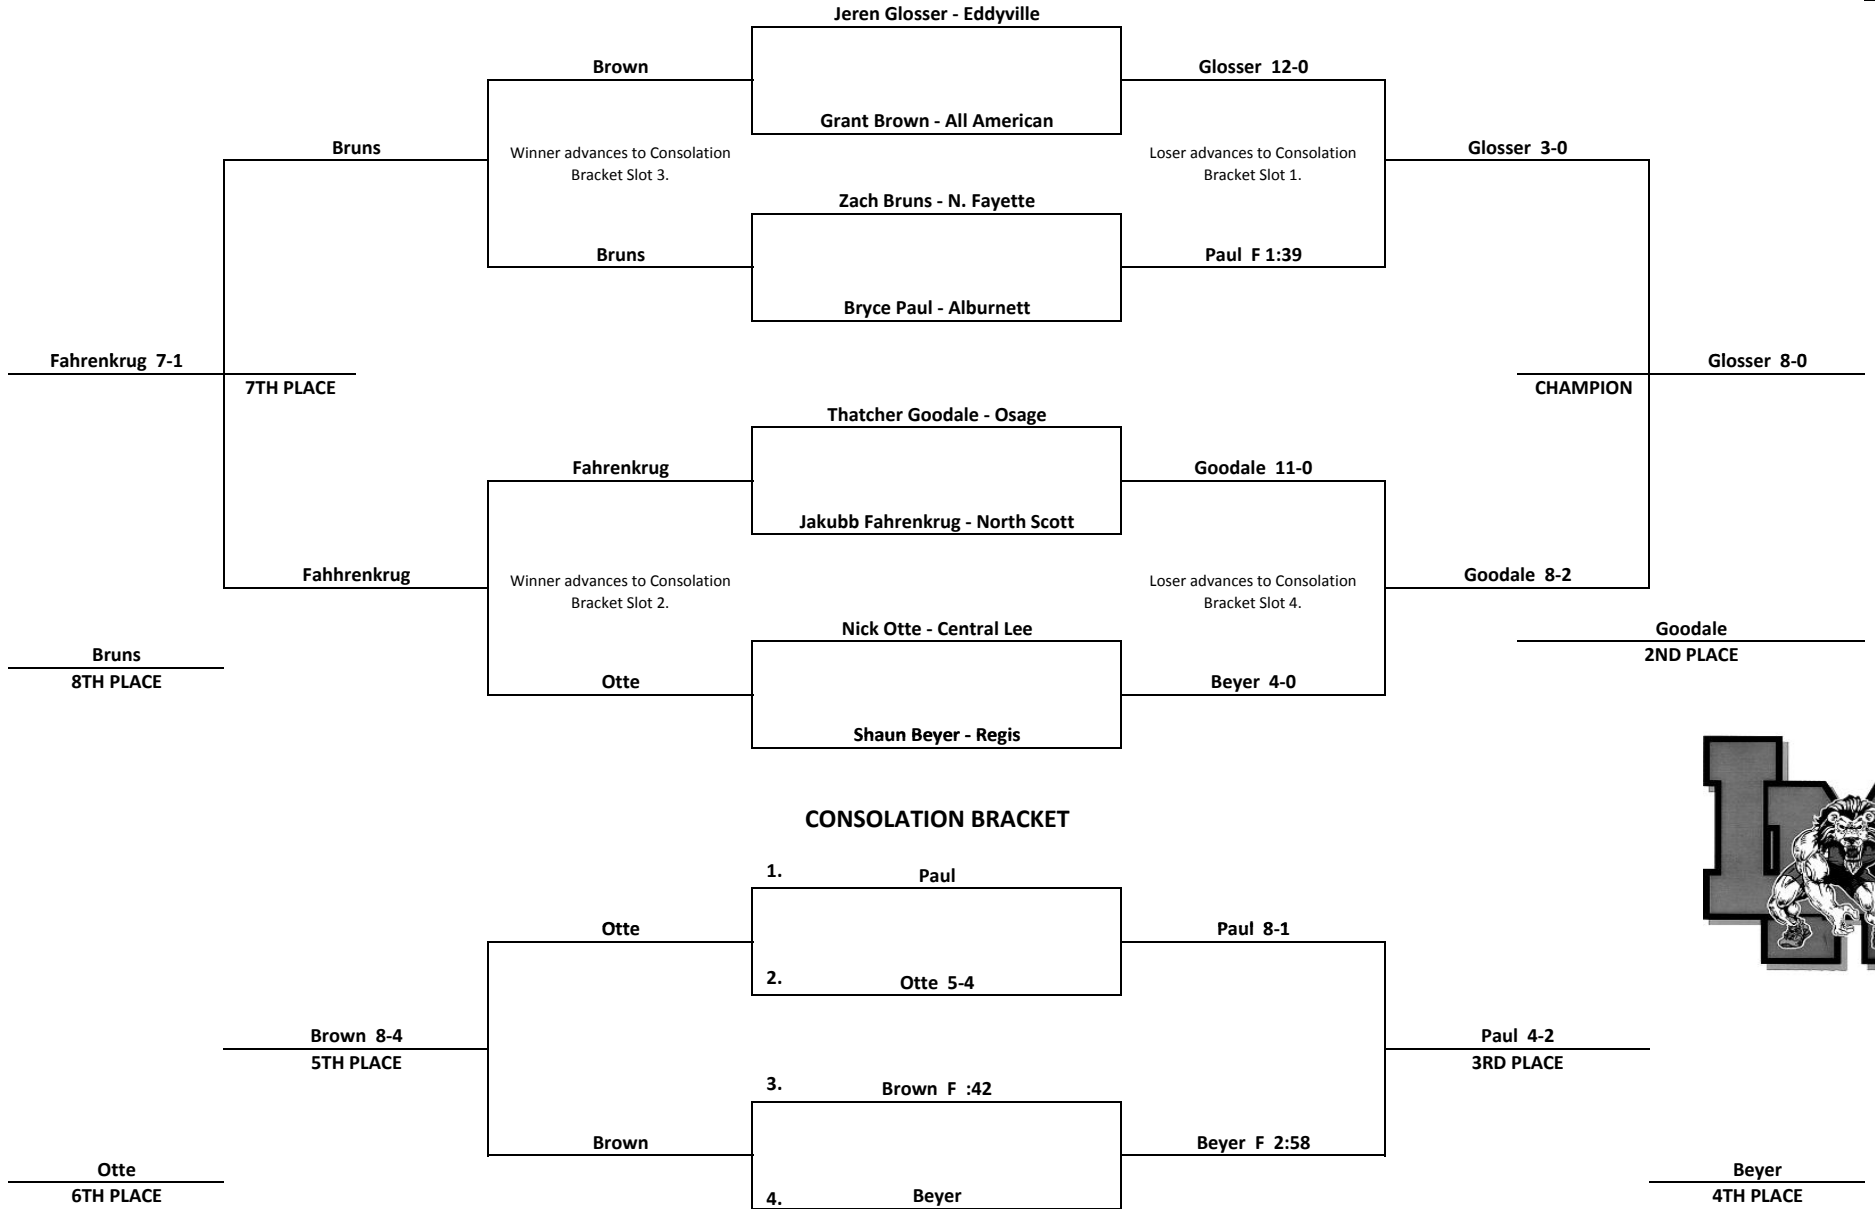 Jeren Glosser - Eddyville
Brown
Glosser  12-0
Grant Brown - All American
Bruns
Winner advances to Consolation
Bracket Slot 3.
Loser advances to Consolation
Bracket Slot 1.
Glosser  3-0
Zach Bruns - N. Fayette
Bruns
Paul  F 1:39
Bryce Paul - Alburnett
Fahrenkrug  7-1
7TH PLACE
Glosser  8-0
CHAMPION
Thatcher Goodale - Osage
Fahrenkrug
Goodale  11-0
Jakubb Fahrenkrug - North Scott
Fahhrenkrug
Winner advances to Consolation
Bracket Slot 2.
Loser advances to Consolation
Bracket Slot 4.
Goodale  8-2
Nick Otte - Central Lee
Goodale
2ND PLACE
Bruns
8TH PLACE
Otte
Beyer  4-0
Shaun Beyer - Regis
CONSOLATION BRACKET
1.
Paul
Otte
Paul  8-1
2.
Otte  5-4
Brown  8-4
5TH PLACE
Paul  4-2
3RD PLACE
3.
Brown  F  :42
Brown
Beyer  F  2:58
Otte
6TH PLACE
4.
Beyer
Beyer
4TH PLACE